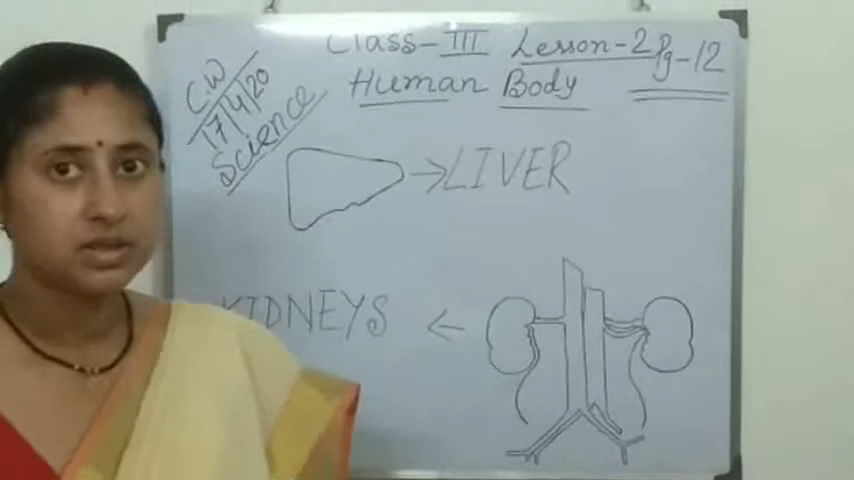 Class-III Lesson-2 Pg-12
Human Body
C.W
17/4/20
Science
LIVER
KIDNEYS